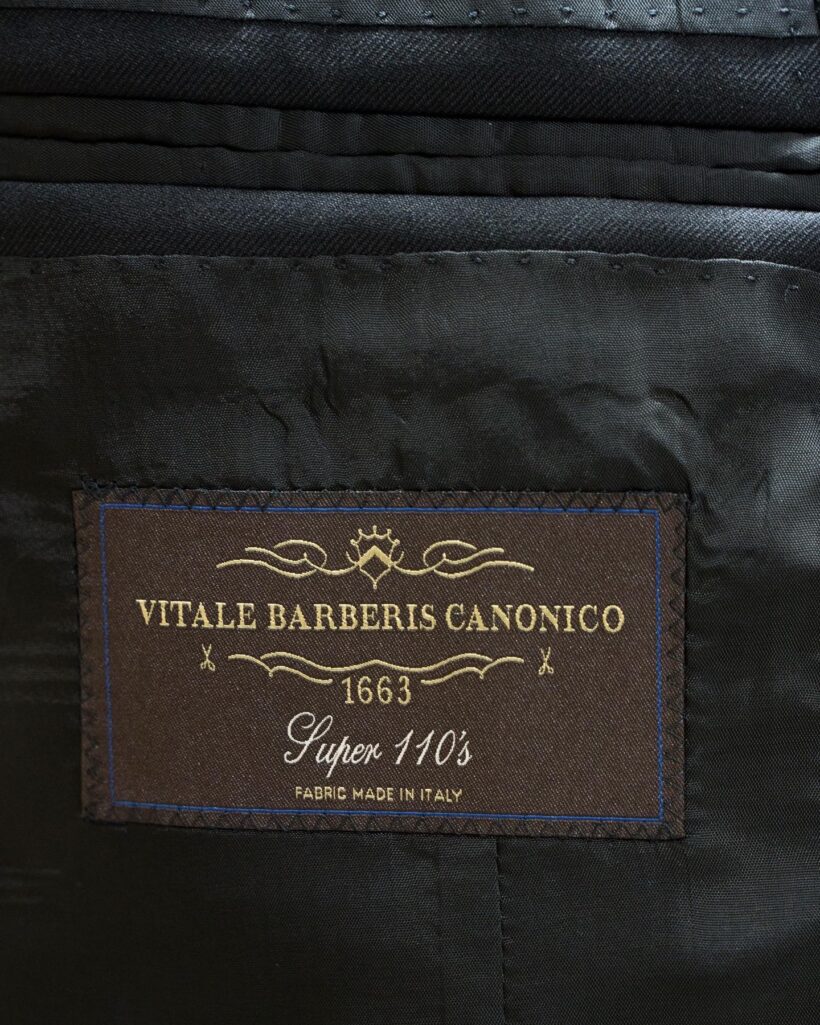 VITALE BARBERIS CANONICO
1663
Super 110's
FABRIC MADE IN ITALY